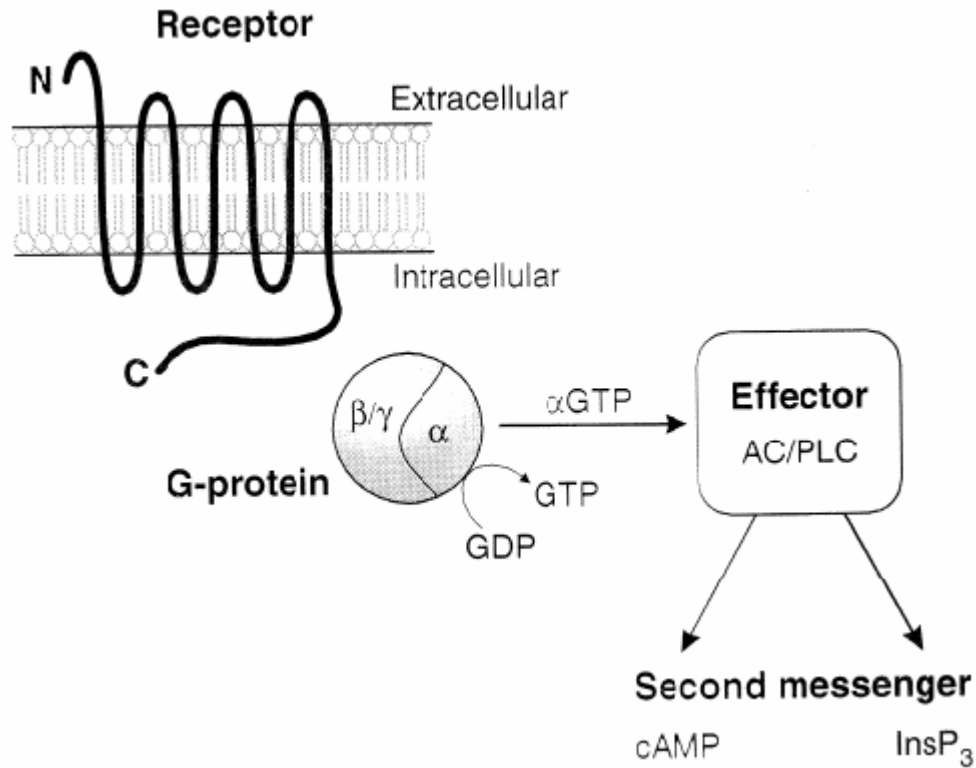 Receptor
N
Extracellular
Intracellular
C
β/γ
α
αGTP
Effector
AC/PLC
G-protein
GTP
GDP
Second messenger
cAMP
InsP₃